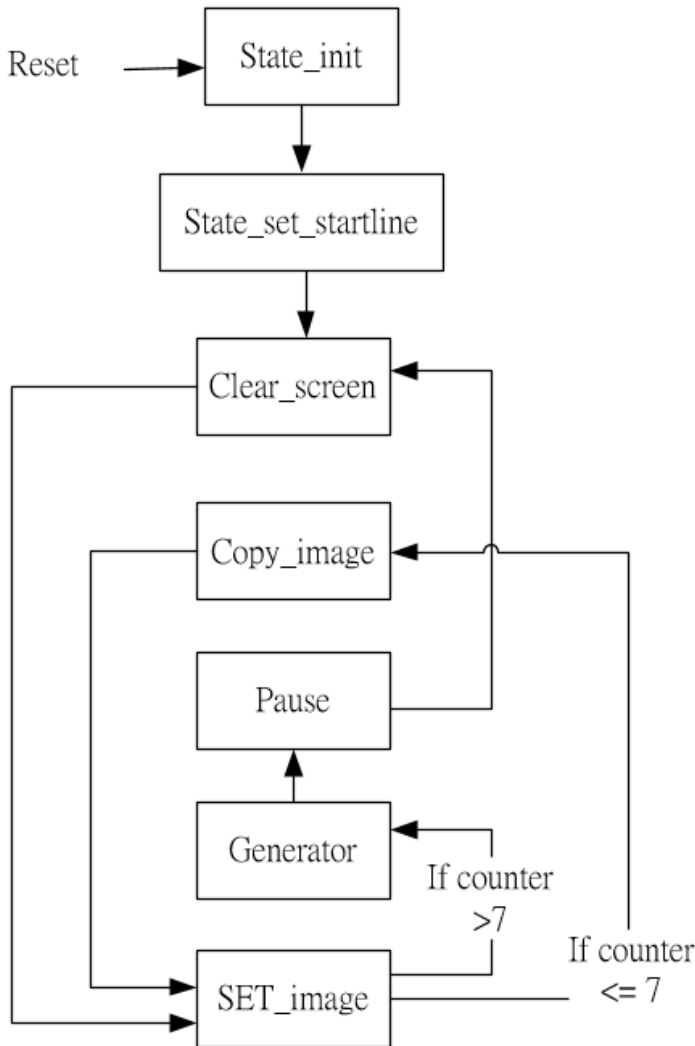 Reset
State_init
State_set_startline
Clear_screen
Copy_image
Pause
Generator
If counter
>7
SET_image
If counter
<= 7